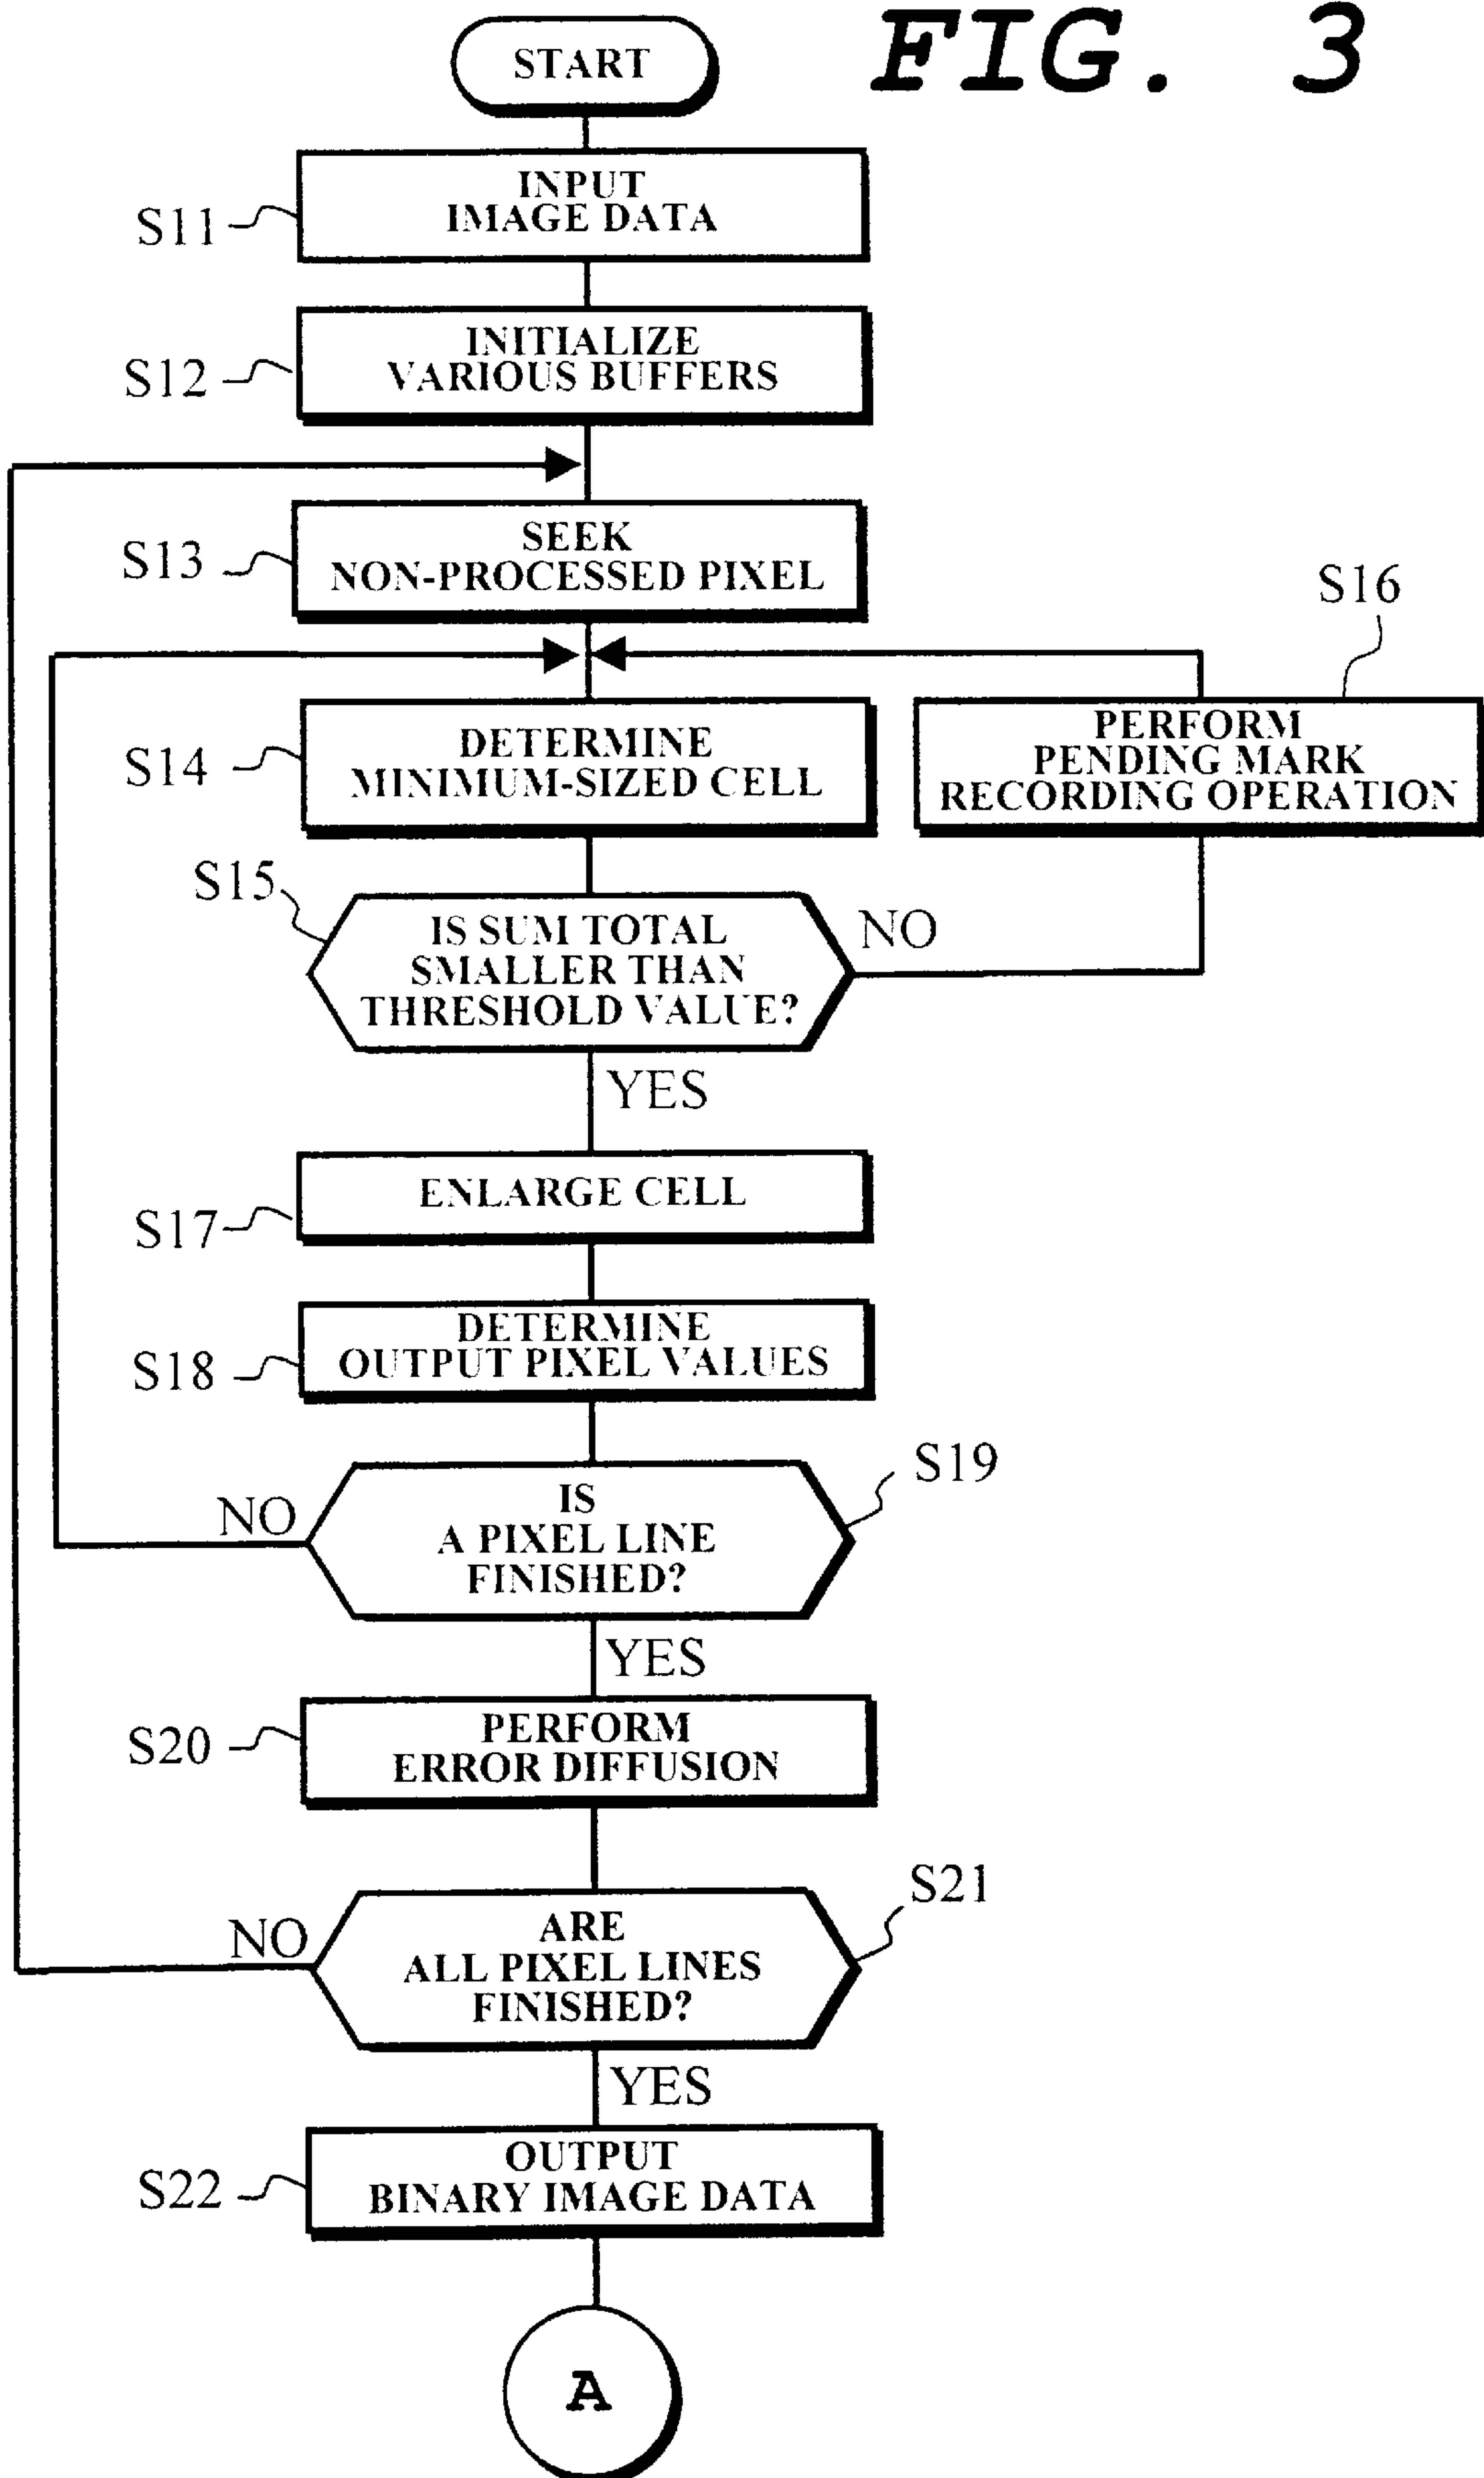 FIG. 3
START
S11
INPUT
IMAGE DATA
S12
INITIALIZE
VARIOUS BUFFERS
S13
SEEK
NON-PROCESSED PIXEL
S14
DETERMINE
MINIMUM-SIZED CELL
S16
PERFORM
PENDING MARK
RECORDING OPERATION
S15
IS SUM TOTAL
SMALLER THAN
THRESHOLD VALUE?
NO
YES
S17
ENLARGE CELL
S18
DETERMINE
OUTPUT PIXEL VALUES
S19
IS
A PIXEL LINE
FINISHED?
NO
YES
S20
PERFORM
ERROR DIFFUSION
S21
ARE
ALL PIXEL LINES
FINISHED?
NO
YES
S22
OUTPUT
BINARY IMAGE DATA
A